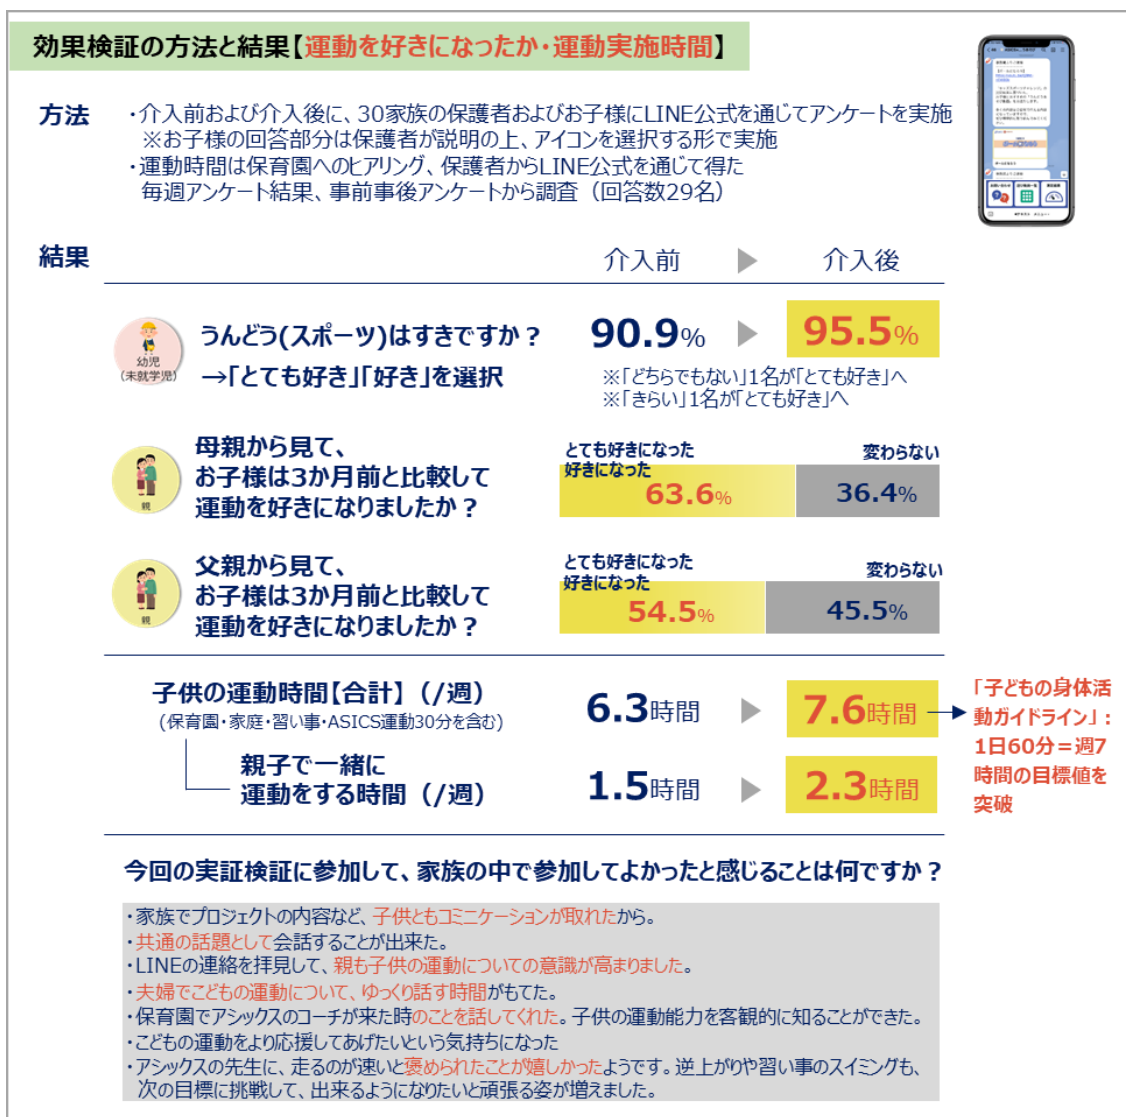 効果検証の方法と結果【運動を好きになったか・運動実施時間】
方法
・介入前および介入後に、30家族の保護者およびお子様にLINE公式を通じてアンケートを実施
※お子様の回答部分は保護者が説明の上、アイコンを選択する形で実施
・運動時間は保育園へのヒアリング、保護者からLINE公式を通じて得た
毎週アンケート結果、事前事後アンケートから調査（回答数29名）
結果
介入前 ▶ 介入後
幼児
（未就学児）
うんどう(スポーツ)はすきですか？
→「とても好き」「好き」を選択
90.9% ▶ 95.5%
※「どちらでもない」1名が「とても好き」へ
※「きらい」1名が「とても好き」へ
親
母親から見て、
お子様は3か月前と比較して
運動を好きになりましたか？
とても好きになった
好きになった
63.6%
変わらない
36.4%
親
父親から見て、
お子様は3か月前と比較して
運動を好きになりましたか？
とても好きになった
好きになった
54.5%
変わらない
45.5%
子供の運動時間【合計】（/週）
(保育園・家庭・習い事・ASICS運動30分を含む)
6.3時間 ▶ 7.6時間
「子どもの身体活
動ガイドライン」：
1日60分＝週7
時間の目標値を
突破
親子で一緒に
運動をする時間（/週）
1.5時間 ▶ 2.3時間
今回の実証検証に参加して、家族の中で参加してよかったと感じることは何ですか？
・家族でプロジェクトの内容など、子供ともコミニケーションが取れたから。
・共通の話題として会話することが出来た。
・LINEの連絡を拝見して、親も子供の運動についての意識が高まりました。
・夫婦でこどもの運動について、ゆっくり話す時間がもてた。
・保育園でアシックスのコーチが来た時のことを話してくれた。子供の運動能力を客観的に知ることができた。
・こどもの運動をより応援してあげたいという気持ちになった
・アシックスの先生に、走るのが速いと褒められたことが嬉しかったようです。逆上がりや習い事のスイミングも、
次の目標に挑戦して、出来るようになりたいと頑張る姿が増えました。